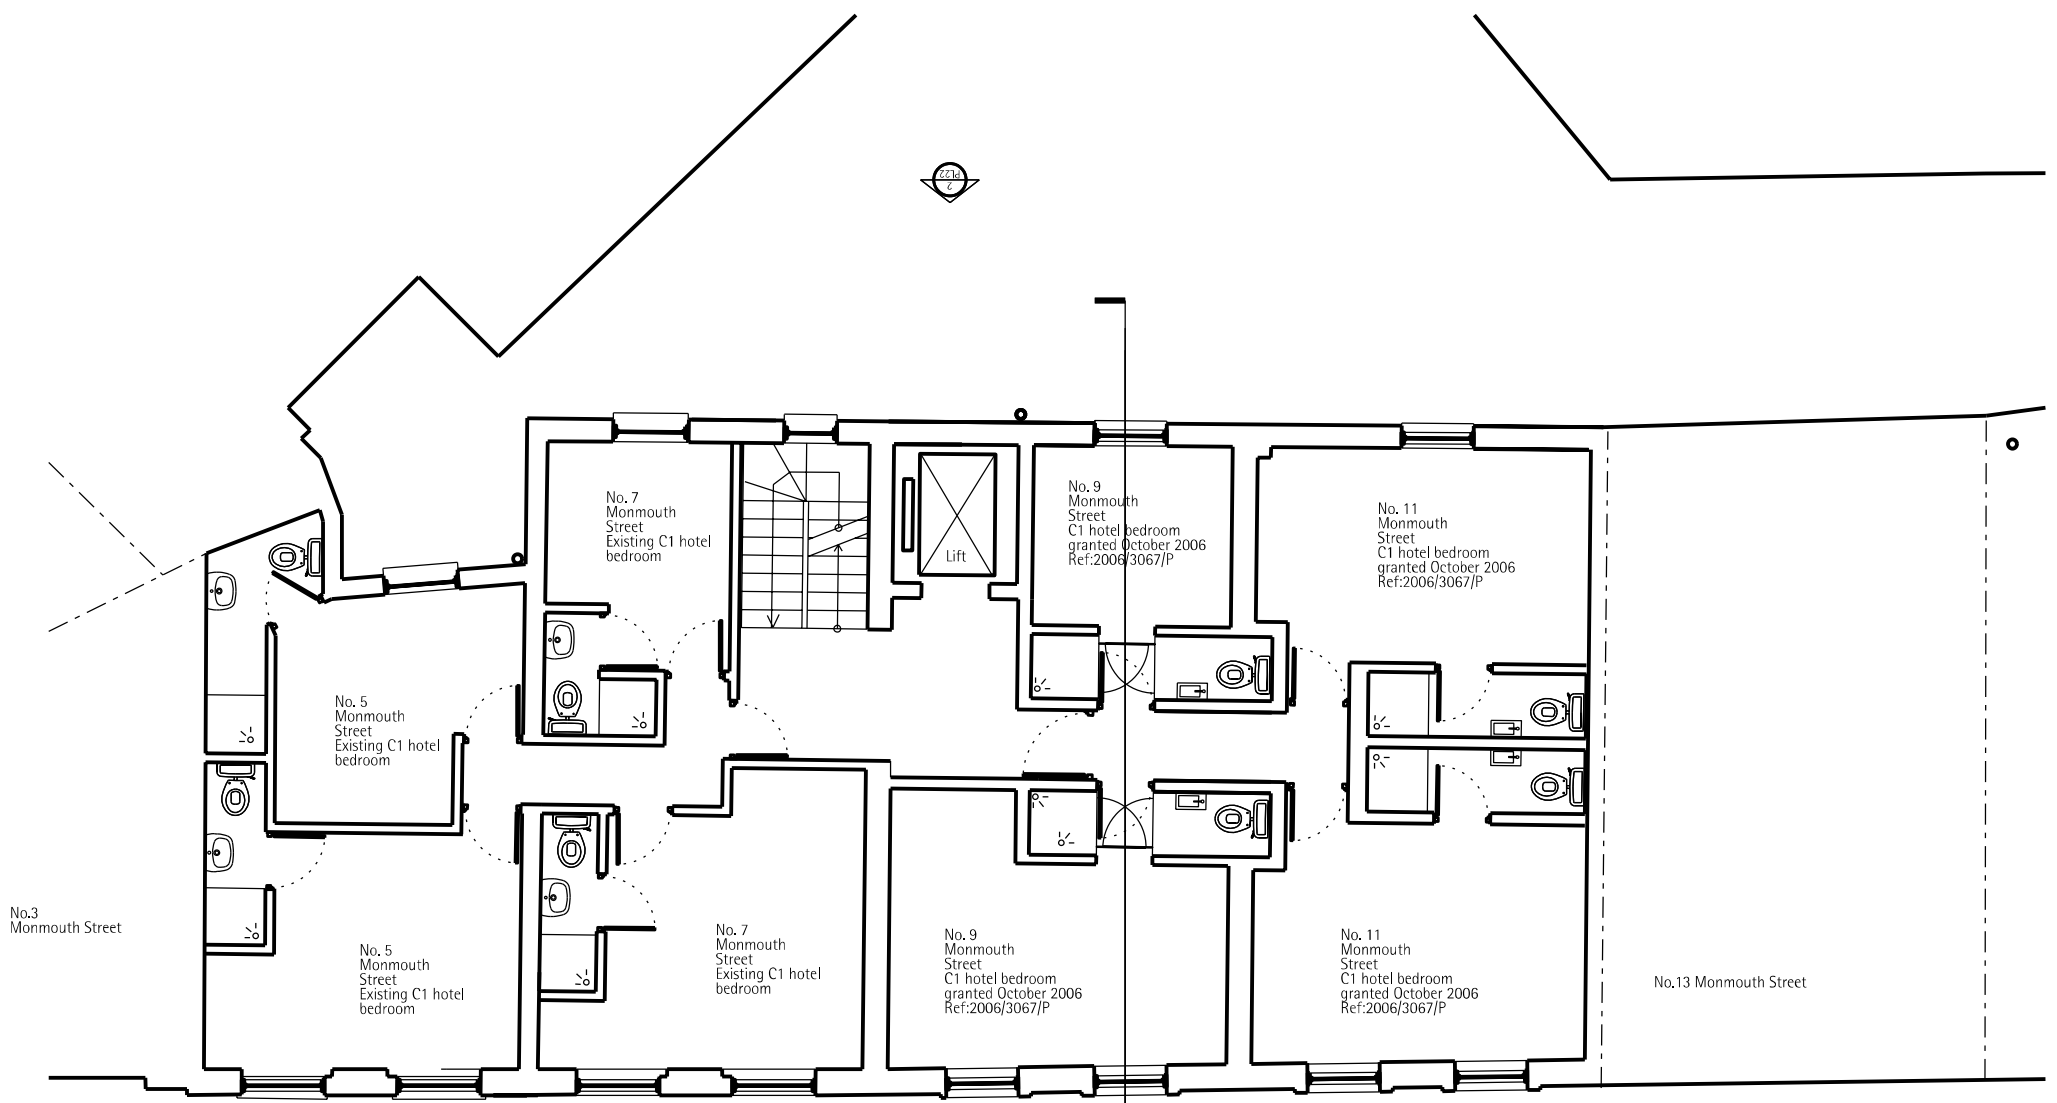 PL22
2
No. 7
Monmouth
Street
Existing C1 hotel
bedroom
Lift
No. 9
Monmouth
Street
C1 hotel bedroom
granted October 2006
Ref:2006/3067/P
No. 11
Monmouth
Street
C1 hotel bedroom
granted October 2006
Ref:2006/3067/P
No. 5
Monmouth
Street
Existing C1 hotel
bedroom
No.3
Monmouth Street
No. 5
Monmouth
Street
Existing C1 hotel
bedroom
No. 7
Monmouth
Street
Existing C1 hotel
bedroom
No. 9
Monmouth
Street
C1 hotel bedroom
granted October 2006
Ref:2006/3067/P
No. 11
Monmouth
Street
C1 hotel bedroom
granted October 2006
Ref:2006/3067/P
No.13 Monmouth Street